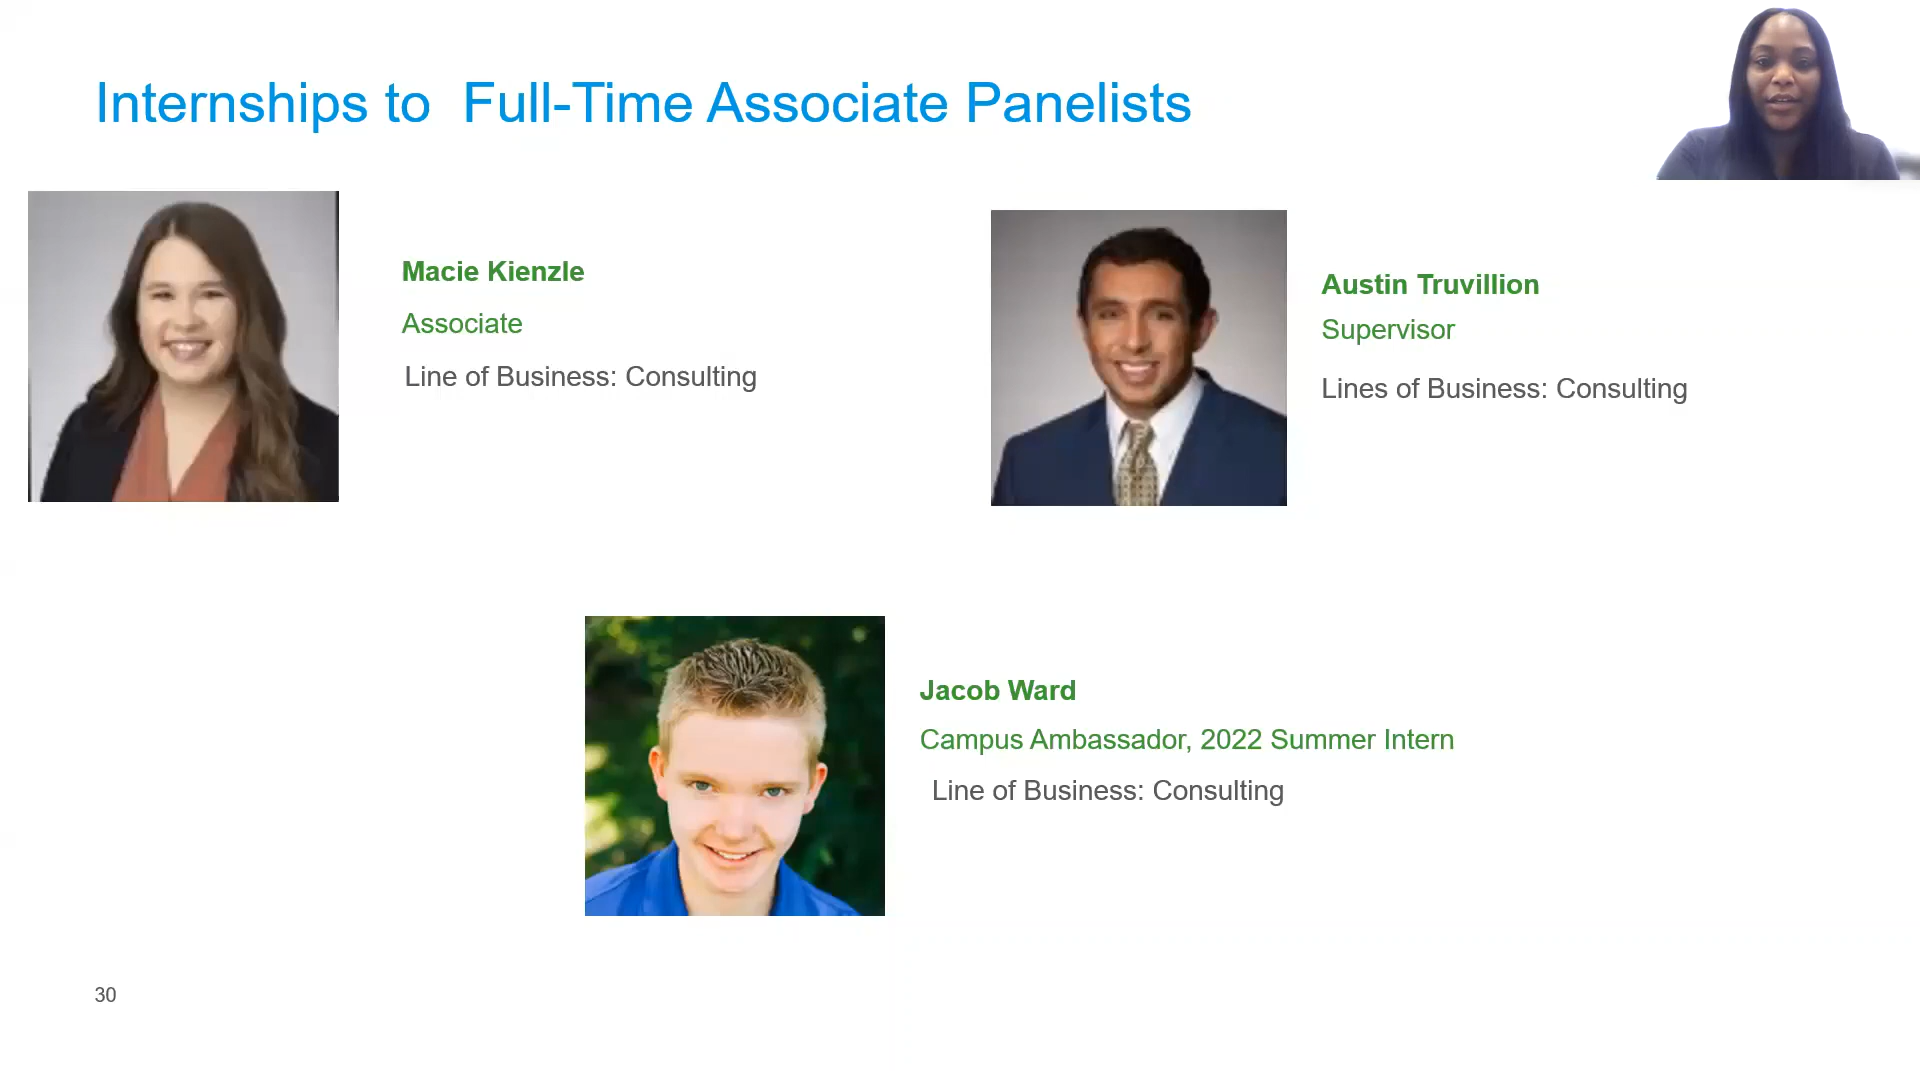 Internships to  Full-Time Associate Panelists
Macie Kienzle
Associate
Line of Business: Consulting
Austin Truvillion
Supervisor
Lines of Business: Consulting
Jacob Ward
Campus Ambassador, 2022 Summer Intern
Line of Business: Consulting
30